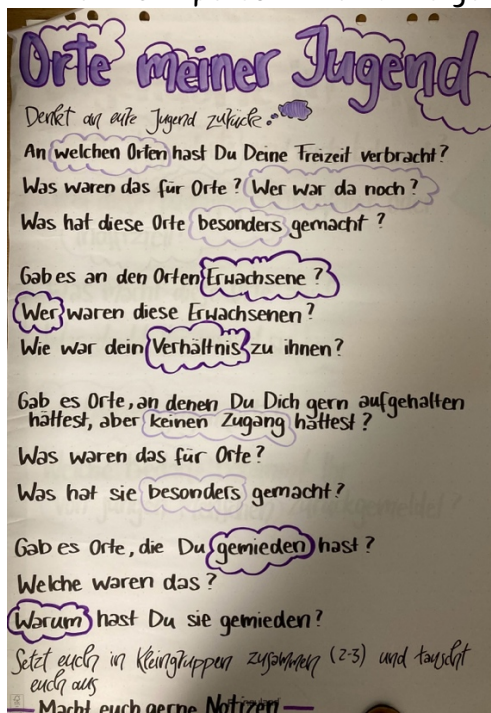 Orte meiner Jugend
Denket an eure Jugend zurück:
An welchen Orten hast Du Deine Freizeit verbracht?
Was waren das für Orte? Wer war da noch?
Was hat diese Orte besonders gemacht?
Gab es an den Orten Erwachsene?
Wer waren diese Erwachsenen?
Wie war dein Verhältnis zu ihnen?
Gab es Orte, an denen Du Dich gern aufgehalten
hättest, aber keinen Zugang hattest?
Was waren das für Orte?
Was hat sie besonders gemacht?
Gab es Orte, die Du gemieden hast?
Welche waren das?
Warum hast Du sie gemieden?
Setzt euch in Kleingruppen zusammen (2-3) und tauscht
euch aus
— Macht euch gerne Notizen —